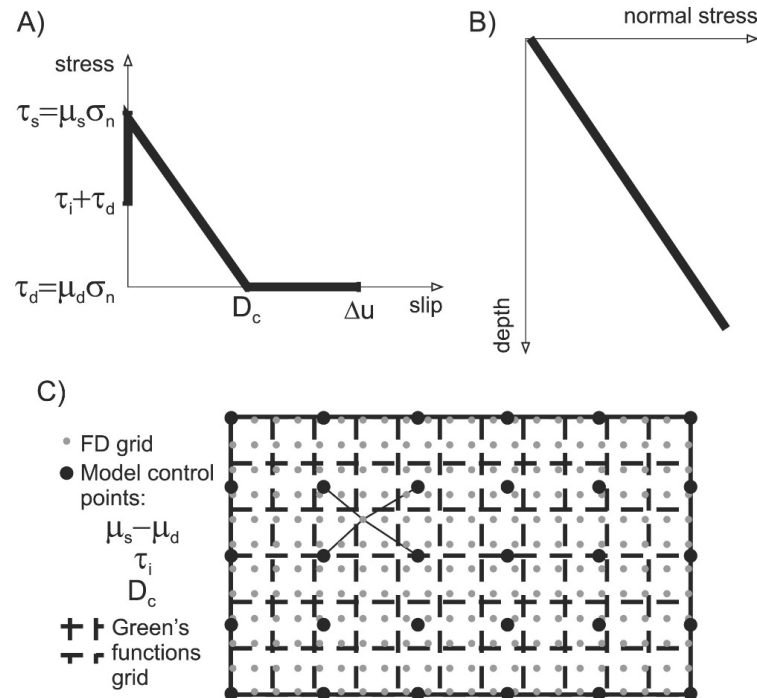 A)
stress
τs=μsσn
τi+τd
τd=μdσn
Dc
Δu
slip
B)
normal stress
depth
C)
FD grid
Model control
points:
μs−μd
τi
Dc
Green's
functions
grid